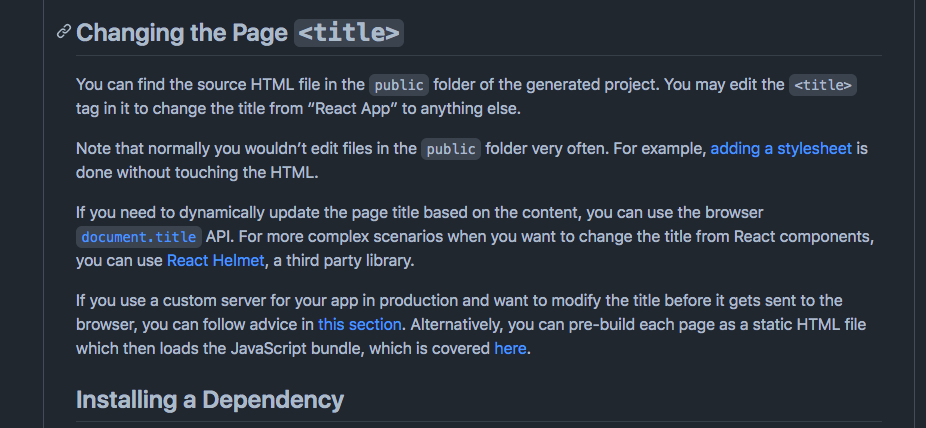 Changing the Page <title>
You can find the source HTML file in the public folder of the generated project. You may edit the <title>
tag in it to change the title from “React App” to anything else.
Note that normally you wouldn’t edit files in the public folder very often. For example, adding a stylesheet is
done without touching the HTML.
If you need to dynamically update the page title based on the content, you can use the browser
document.title API. For more complex scenarios when you want to change the title from React components,
you can use React Helmet, a third party library.
If you use a custom server for your app in production and want to modify the title before it gets sent to the
browser, you can follow advice in this section. Alternatively, you can pre-build each page as a static HTML file
which then loads the JavaScript bundle, which is covered here.
Installing a Dependency